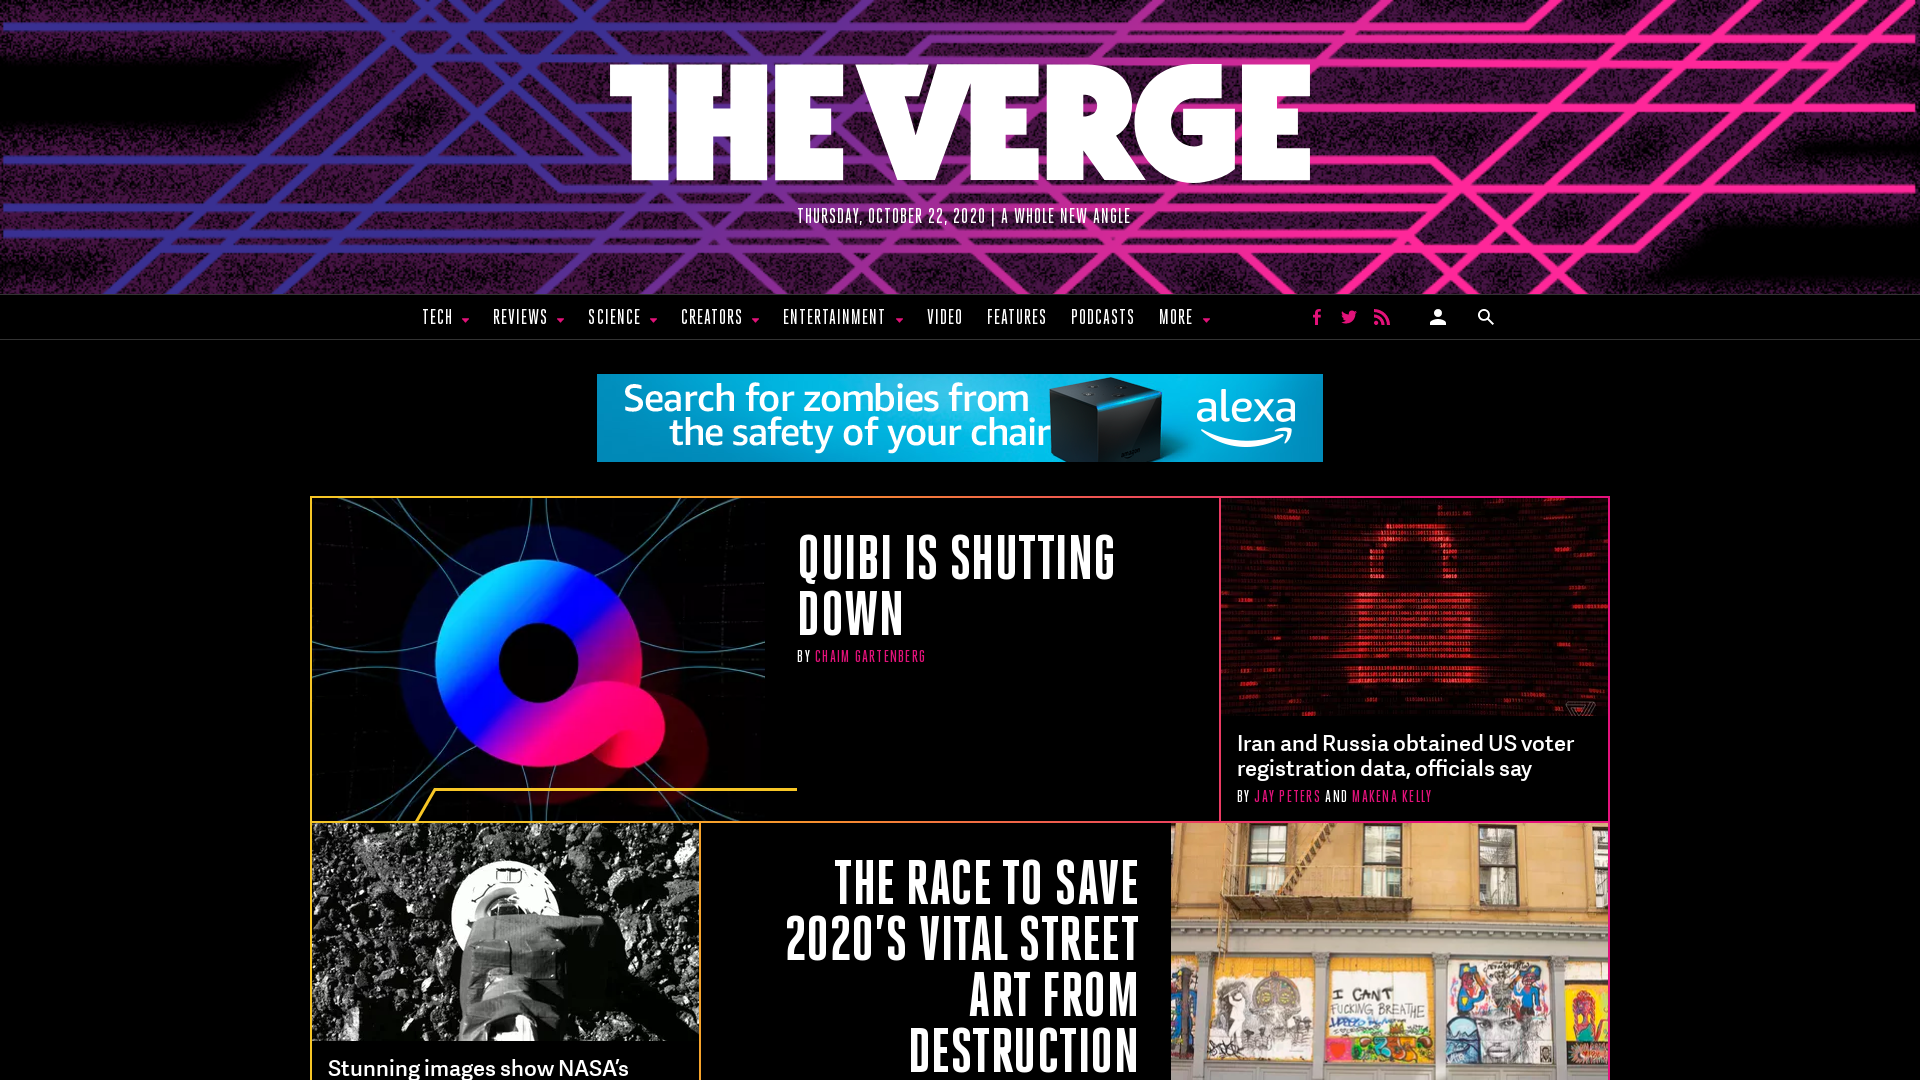 THE VERGE
THURSDAY, OCTOBER 22, 2020 | A WHOLE NEW ANGLE
TECH REVIEWS SCIENCE CREATORS ENTERTAINMENT VIDEO FEATURES PODCASTS MORE
Search for zombies from
the safety of your chair
alexa
QUIBI IS SHUTTING
DOWN
BY CHAIM GARTENBERG
Iran and Russia obtained US voter
registration data, officials say
BY JAY PETERS AND MAKENA KELLY
THE RACE TO SAVE
2020'S VITAL STREET
ART FROM
DESTRUCTION
I CANT
FUCKING BREATHE
Stunning images show NASA’s